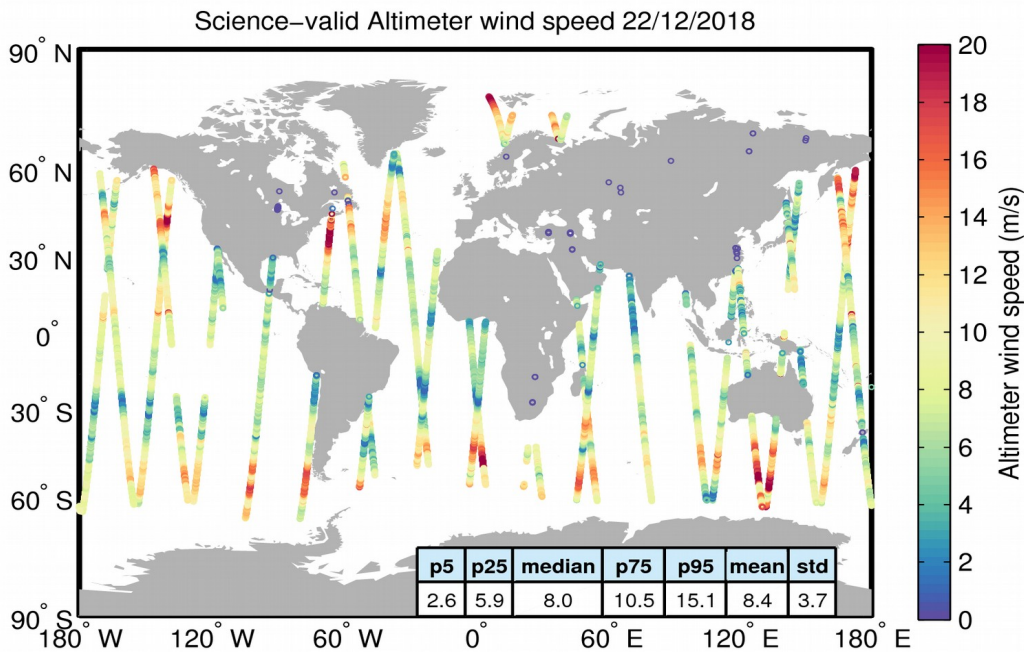 Science−valid Altimeter wind speed 22/12/2018
90° N
60° N
30° N
0°
30° S
60° S
90° S
180° W
120° W
60° W
0°
60° E
120° E
180° E
p5 p25 median p75 p95 mean std
2.6 5.9 8.0 10.5 15.1 8.4 3.7
20
18
16
14
12
10
8
6
4
2
0
Altimeter wind speed (m/s)